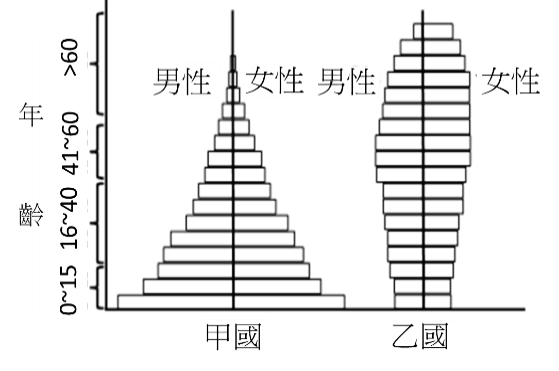 >60
男性 女性 男性 女性
年
41~60
16~40
齡
0~15
甲國 乙國